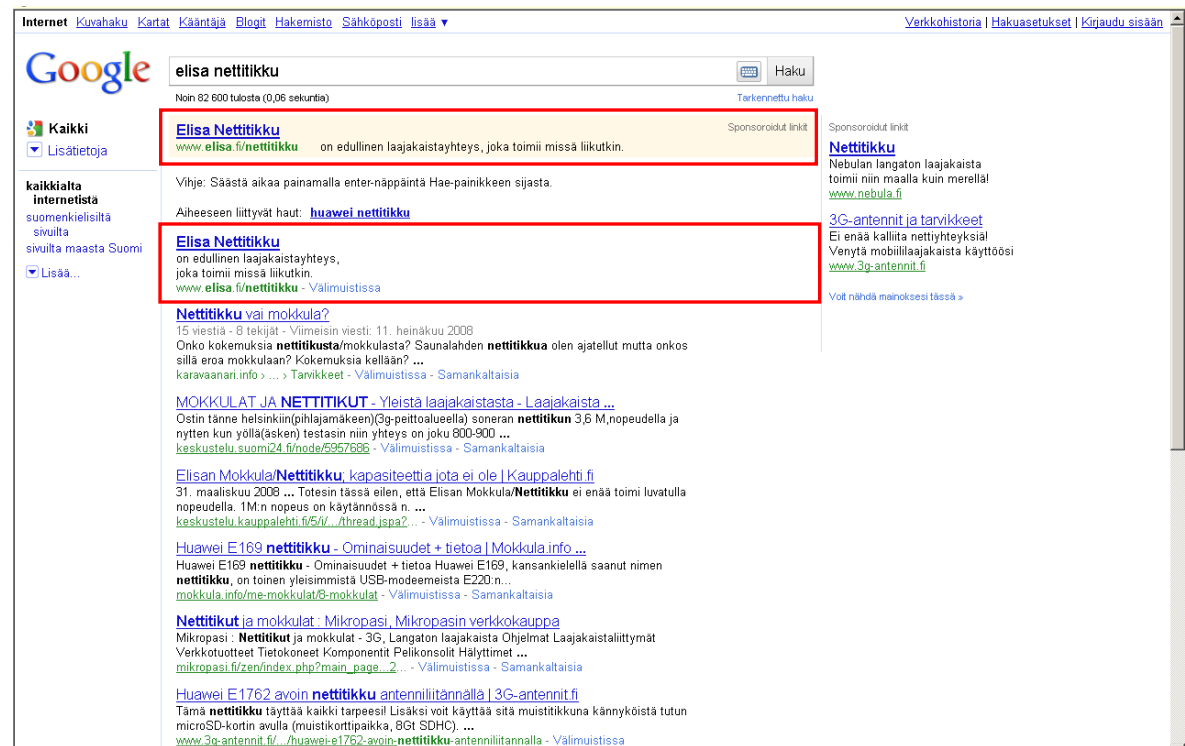 Internet Kuvahaku Kartat Kääntäjä Blogit Hakemisto Sähköposti lisää ▼
Verkkohistoria | Hakuasetukset | Kirjaudu sisään
Google
elisa nettitikku
Haku
Noin 82 600 tulosta (0,06 sekuntia)
Tarkennettu haku
Kaikki
Lisätietoja
kaikkialta
internetistä
suomenkielisiltä
sivuilta
sivuilta maasta Suomi
Lisää...
Elisa Nettitikku
Sponsoroidut linkit
www.elisa.fi/nettitikku on edullinen laajakaistayhteys, joka toimii missä liikutkin.
Vihje: Säästä aikaa painamalla enter-näppäintä Hae-painikkeen sijasta.
Aiheeseen liittyvät haut: huawei nettitikku
Elisa Nettitikku
on edullinen laajakaistayhteys,
joka toimii missä liikutkin.
www.elisa.fi/nettitikku - Välimuistissa
Nettitikku vai mokkula?
15 viestiä - 8 tekijät - Viimeisin viesti: 11. heinäkuu 2008
Onko kokemuksia nettitikusta/mokkulasta? Saunalahden nettitikkua olen ajatellut mutta onkos
sillä eroa mokkulaan? Kokemuksia kellään? ...
karavaanari.info › ... › Tarvikkeet - Välimuistissa - Samankaltaisia
MOKKULAT JA NETTITIKUT - Yleistä laajakaistasta - Laajakaista ...
Ostin tänne helsinkiin(pihlajamäkeen)(3g-peittoalueella) soneran nettitikun 3,6 M,nopeudella ja
nytten kun yöllä(äsken) testasin niin yhteys on joku 800-900 ...
keskustelu.suomi24.fi/node/5957686 - Välimuistissa - Samankaltaisia
Elisan Mokkula/Nettitikku; kapasiteettia jota ei ole | Kauppalehti.fi
31. maaliskuu 2008 ... Totesin tässä eilen, että Elisan Mokkula/Nettitikku ei enää toimi luvatulla
nopeudella. 1M:n nopeus on käytännössä n. ...
keskustelu.kauppalehti.fi/5/i/.../thread.jspa?... - Välimuistissa - Samankaltaisia
Huawei E169 nettitikku - Ominaisuudet + tietoa | Mokkula.info ...
Huawei E169 nettitikku - Ominaisuudet + tietoa Huawei E169, kansankielellä saanut nimen
nettitikku, on toinen yleisimmistä USB-modeemeista E220:n...
mokkula.info/me-mokkulat/8-mokkulat - Välimuistissa - Samankaltaisia
Nettitikut ja mokkulat : Mikropasi, Mikropasin verkkokauppa
Mikropasi : Nettitikut ja mokkulat - 3G, Langaton laajakaista Ohjelmat Laajakaistaliittymät
Verkkotuotteet Tietokoneet Komponentit Pelikonsolit Hälyttimet ...
mikropasi.fi/zen/index.php?main_page...2... - Välimuistissa - Samankaltaisia
Huawei E1762 avoin nettitikku antenniliitännällä | 3G-antennit.fi
Tämä nettitikku täyttää kaikki tarpeesi! Lisäksi voit käyttää sitä muistitikkuna kännyköistä tutun
microSD-kortin avulla (muistikorttipaikka, 8Gt SDHC). ...
www.3g-antennit.fi/.../huawei-e1762-avoin-nettitikku-antenniliitannalla - Välimuistissa
Sponsoroidut linkit
Nettitikku
Nebulan langaton laajakaista
toimii niin maalla kuin merellä!
www.nebula.fi
3G-antennit ja tarvikkeet
Ei enää kalliita nettiyhteyksiä!
Venytä mobiililaajakaista käyttöösi
www.3g-antennit.fi
Voit nähdä mainoksesi tässä »